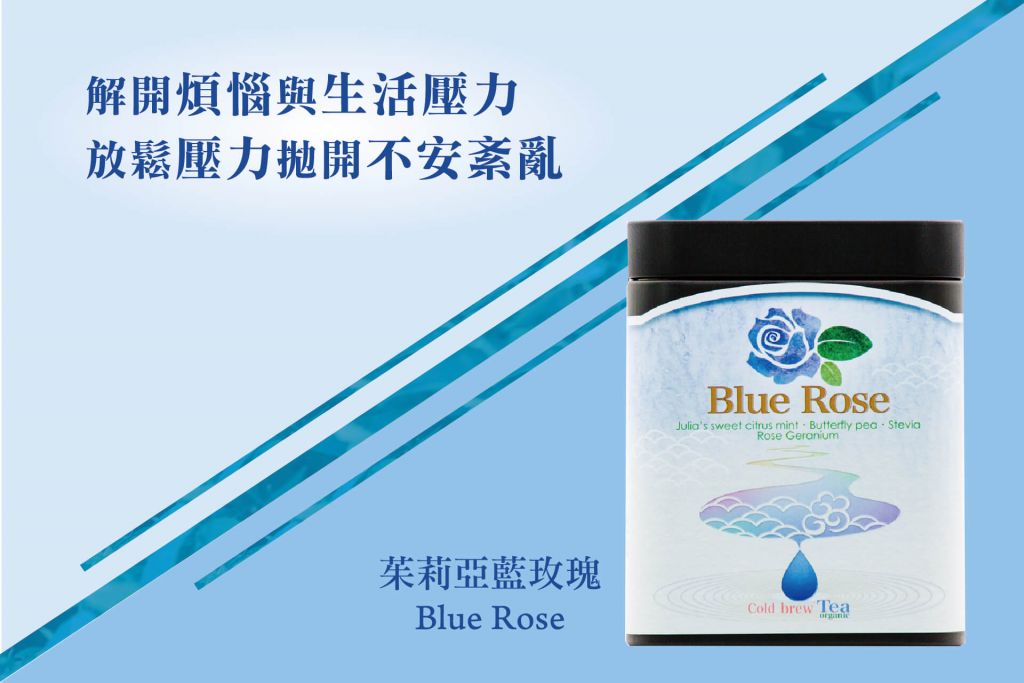 解開煩惱與生活壓力
放鬆壓力拋開不安紊亂
Blue Rose
Julia's sweet citrus mint · Butterfly pea · Stevia
Rose Geranium
Cold brew Tea
organic
茱莉亞藍玫瑰
Blue Rose